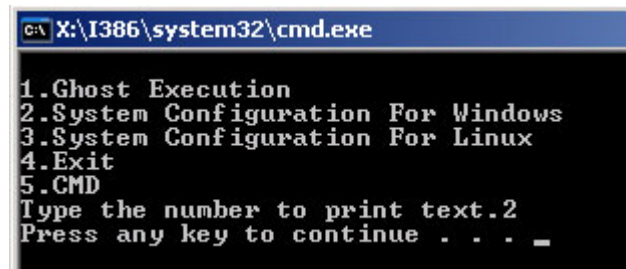 X:\I386\system32\cmd.exe
1.Ghost Execution
2.System Configuration For Windows
3.System Configuration For Linux
4.Exit
5.CMD
Type the number to print text.2
Press any key to continue . . . _